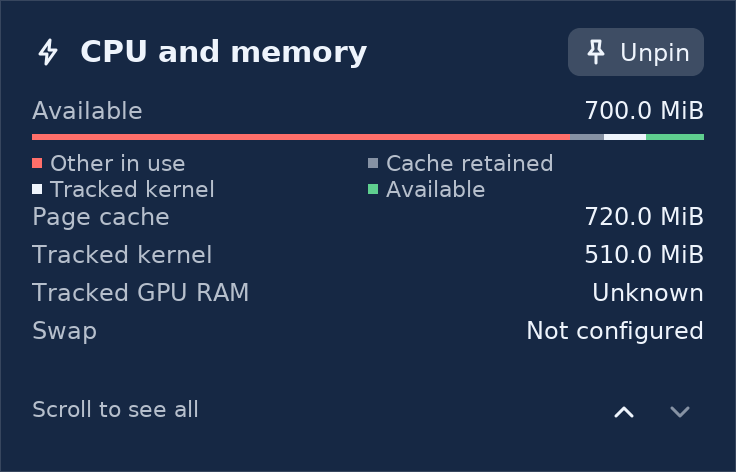 CPU and memory
Unpin
Available 700.0 MiB
Other in use Cache retained
Tracked kernel Available
Page cache 720.0 MiB
Tracked kernel 510.0 MiB
Tracked GPU RAM Unknown
Swap Not configured
Scroll to see all